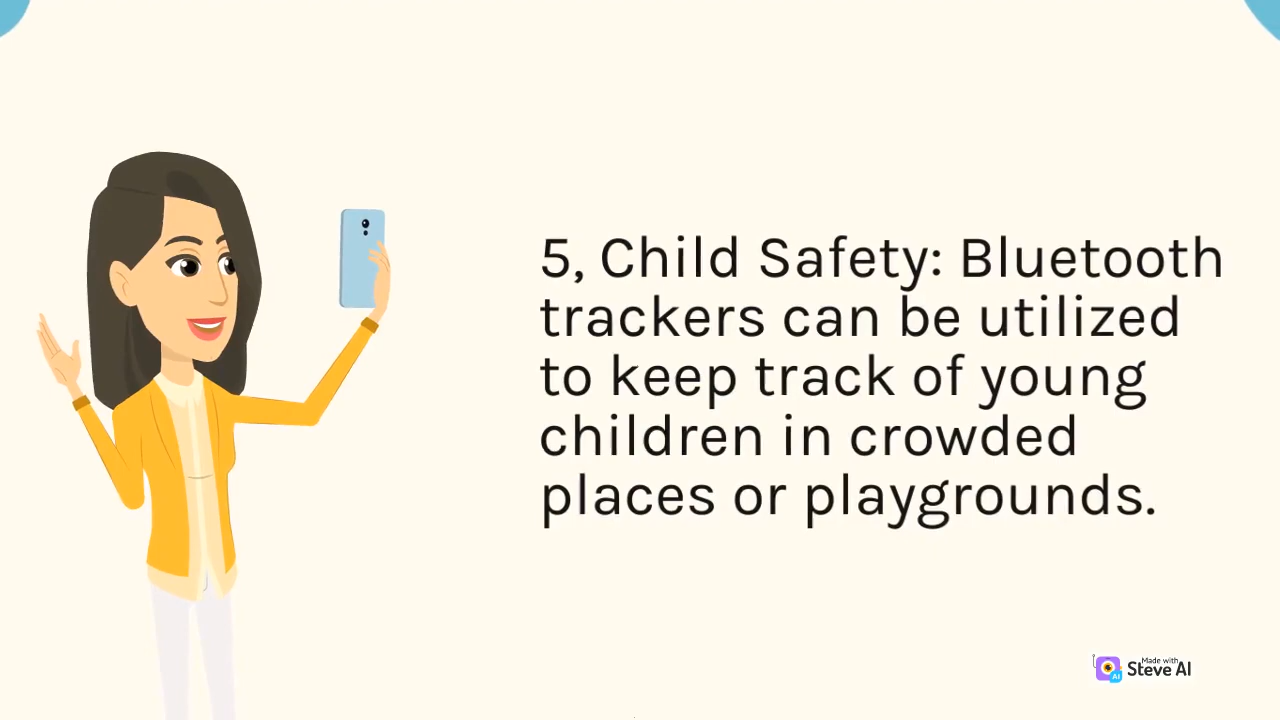 5, Child Safety: Bluetooth
trackers can be utilized
to keep track of young
children in crowded
places or playgrounds.
Made with
Steve AI
AI